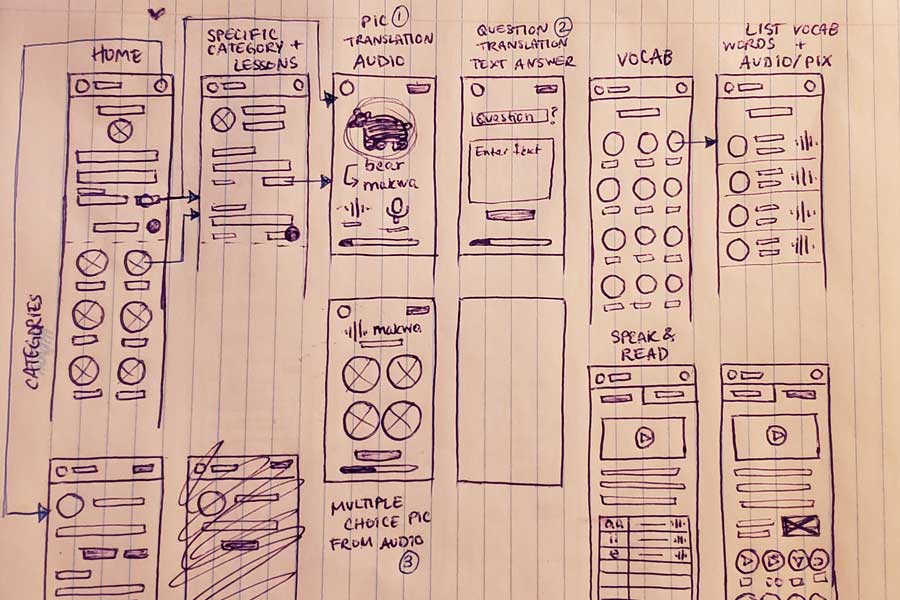 HOME
SPECIFIC
CATEGORY +
LESSONS
PIC ①
TRANSLATION
AUDIO
bear
makwa
QUESTION ②
TRANSLATION
TEXT ANSWER
Question ?
Enter text
VOCAB
LIST VOCAB
WORDS +
AUDIO/PIX
CATEGORIES
makwa
MULTIPLE
CHOICE PIC
FROM AUDIO
③
SPEAK &
READ